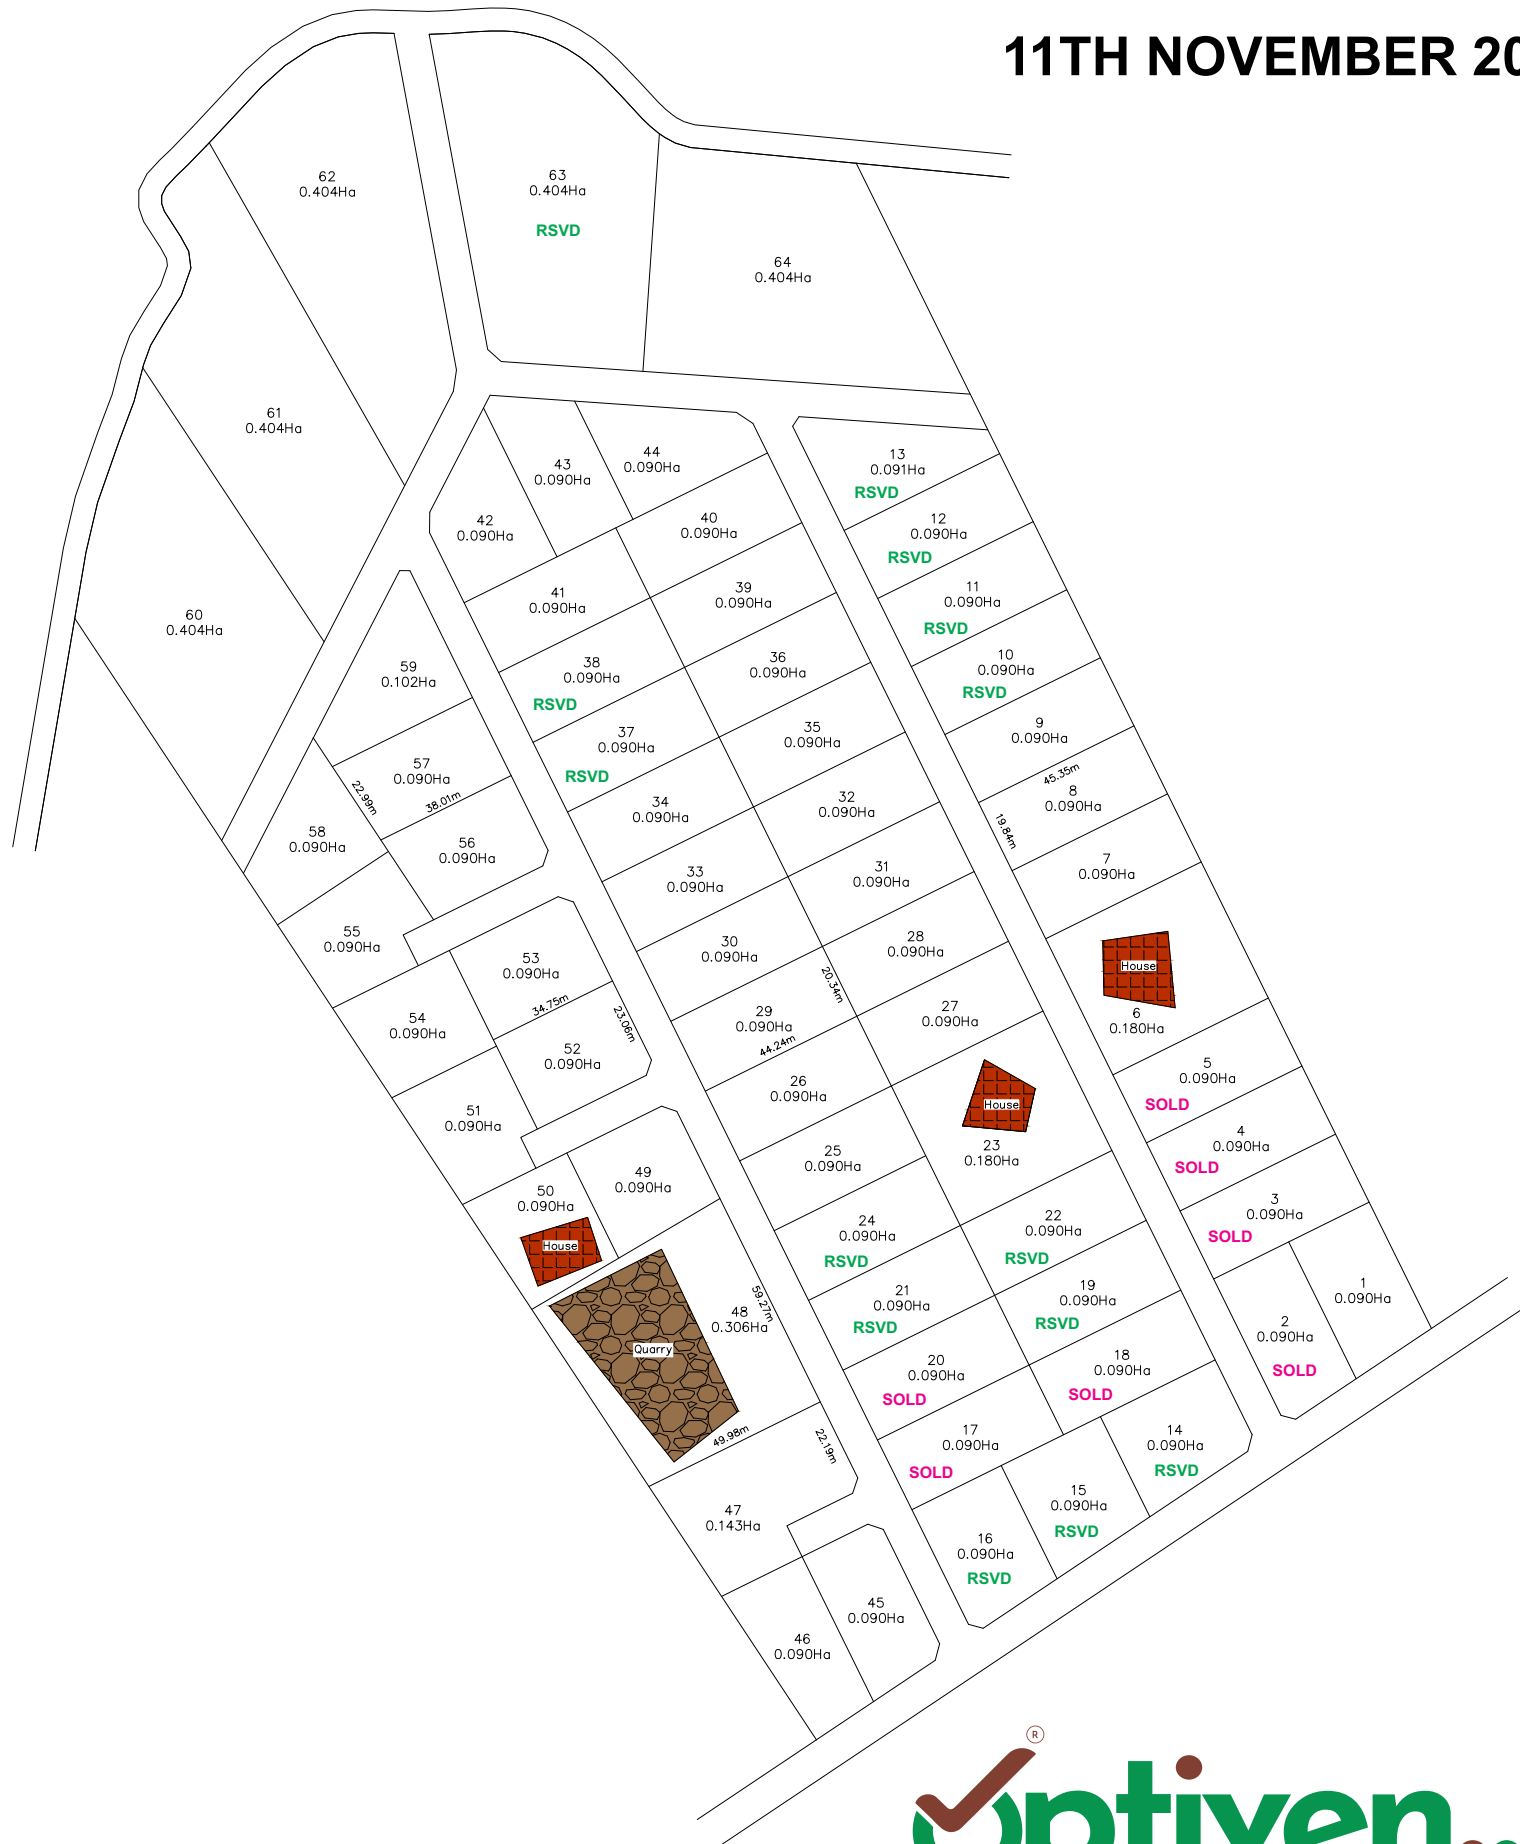 11TH NOVEMBER 20
62
0.404Ha
63
0.404Ha
RSVD
64
0.404Ha
61
0.404Ha
60
0.404Ha
44
0.090Ha
43
0.090Ha
42
0.090Ha
13
0.091Ha
RSVD
40
0.090Ha
12
0.090Ha
RSVD
41
0.090Ha
39
0.090Ha
11
0.090Ha
RSVD
38
0.090Ha
RSVD
36
0.090Ha
10
0.090Ha
RSVD
59
0.102Ha
37
0.090Ha
RSVD
35
0.090Ha
9
0.090Ha
45.35m
8
0.090Ha
19.84m
57
0.090Ha
22.99m
38.01m
34
0.090Ha
32
0.090Ha
58
0.090Ha
56
0.090Ha
33
0.090Ha
31
0.090Ha
7
0.090Ha
55
0.090Ha
53
0.090Ha
34.75m
23.06m
30
0.090Ha
28
0.090Ha
20.34m
House
6
0.180Ha
54
0.090Ha
52
0.090Ha
29
0.090Ha
44.24m
27
0.090Ha
5
0.090Ha
SOLD
51
0.090Ha
26
0.090Ha
House
23
0.180Ha
4
0.090Ha
SOLD
50
0.090Ha
House
49
0.090Ha
25
0.090Ha
3
0.090Ha
SOLD
24
0.090Ha
RSVD
22
0.090Ha
RSVD
1
0.090Ha
59.27m
48
0.306Ha
Quarry
49.98m
21
0.090Ha
RSVD
19
0.090Ha
RSVD
2
0.090Ha
SOLD
20
0.090Ha
SOLD
18
0.090Ha
SOLD
22.19m
17
0.090Ha
SOLD
14
0.090Ha
RSVD
47
0.143Ha
15
0.090Ha
RSVD
16
0.090Ha
RSVD
45
0.090Ha
46
0.090Ha
®
Optiven